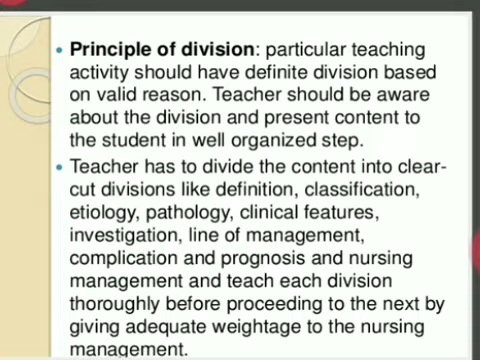 • Principle of division: particular teaching
activity should have definite division based
on valid reason. Teacher should be aware
about the division and present content to
the student in well organized step.
• Teacher has to divide the content into clear-
cut divisions like definition, classification,
etiology, pathology, clinical features,
investigation, line of management,
complication and prognosis and nursing
management and teach each division
thoroughly before proceeding to the next by
giving adequate weightage to the nursing
management.